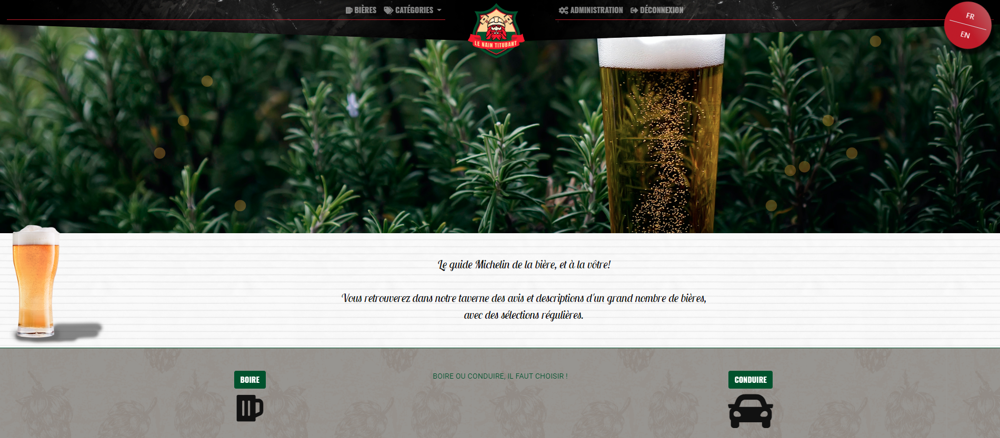 BIÈRES
CATÉGORIES
LE NAIN TITUBANT
ADMINISTRATION
DÉCONNEXION
FR
EN
Le guide Michelin de la bière, et à la vôtre!
Vous retrouverez dans notre taverne des avis et descriptions d'un grand nombre de bières,
avec des sélections régulières.
BOIRE
BOIRE OU CONDUIRE, IL FAUT CHOISIR !
CONDUIRE